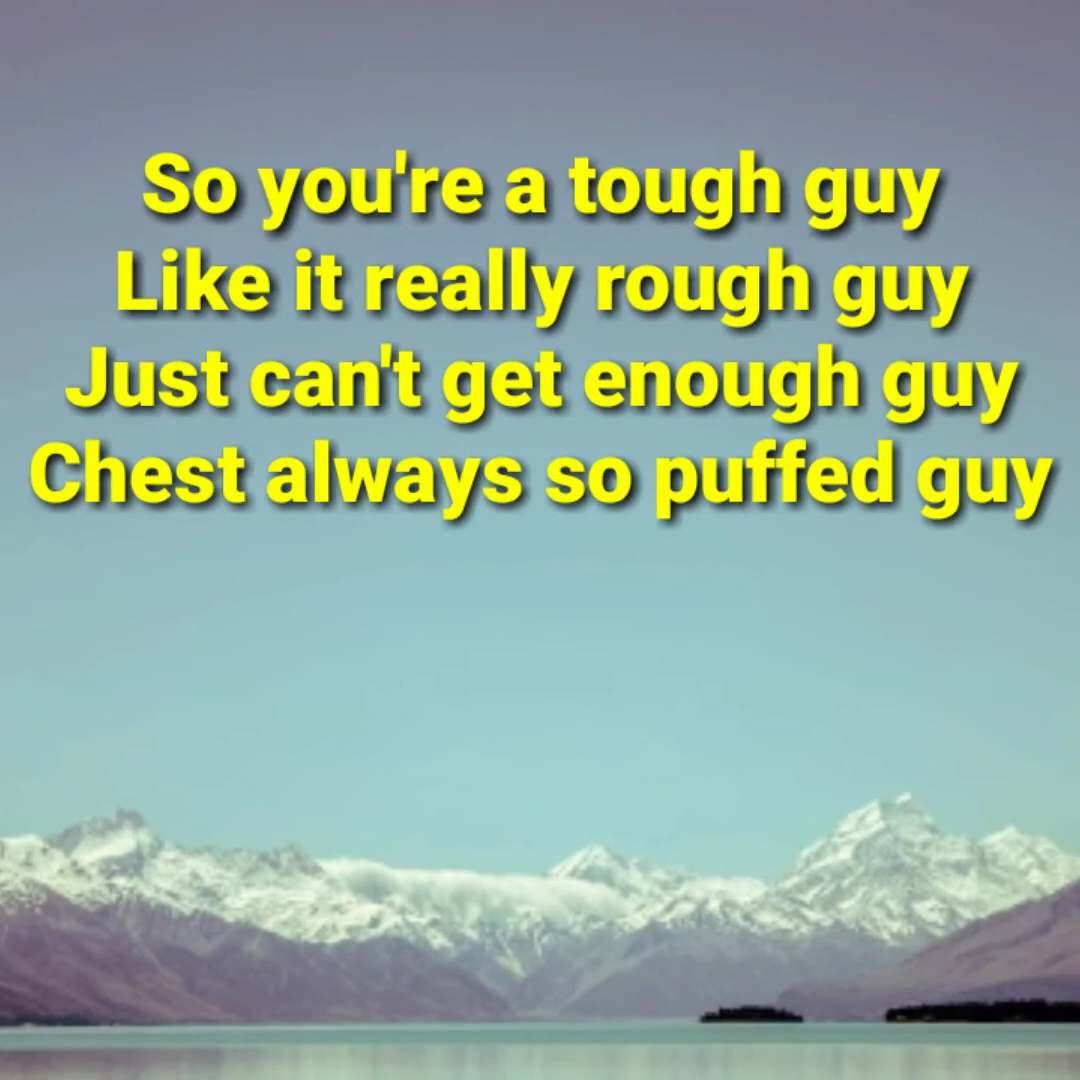 So you're a tough guy
Like it really rough guy
Just can't get enough guy
Chest always so puffed guy